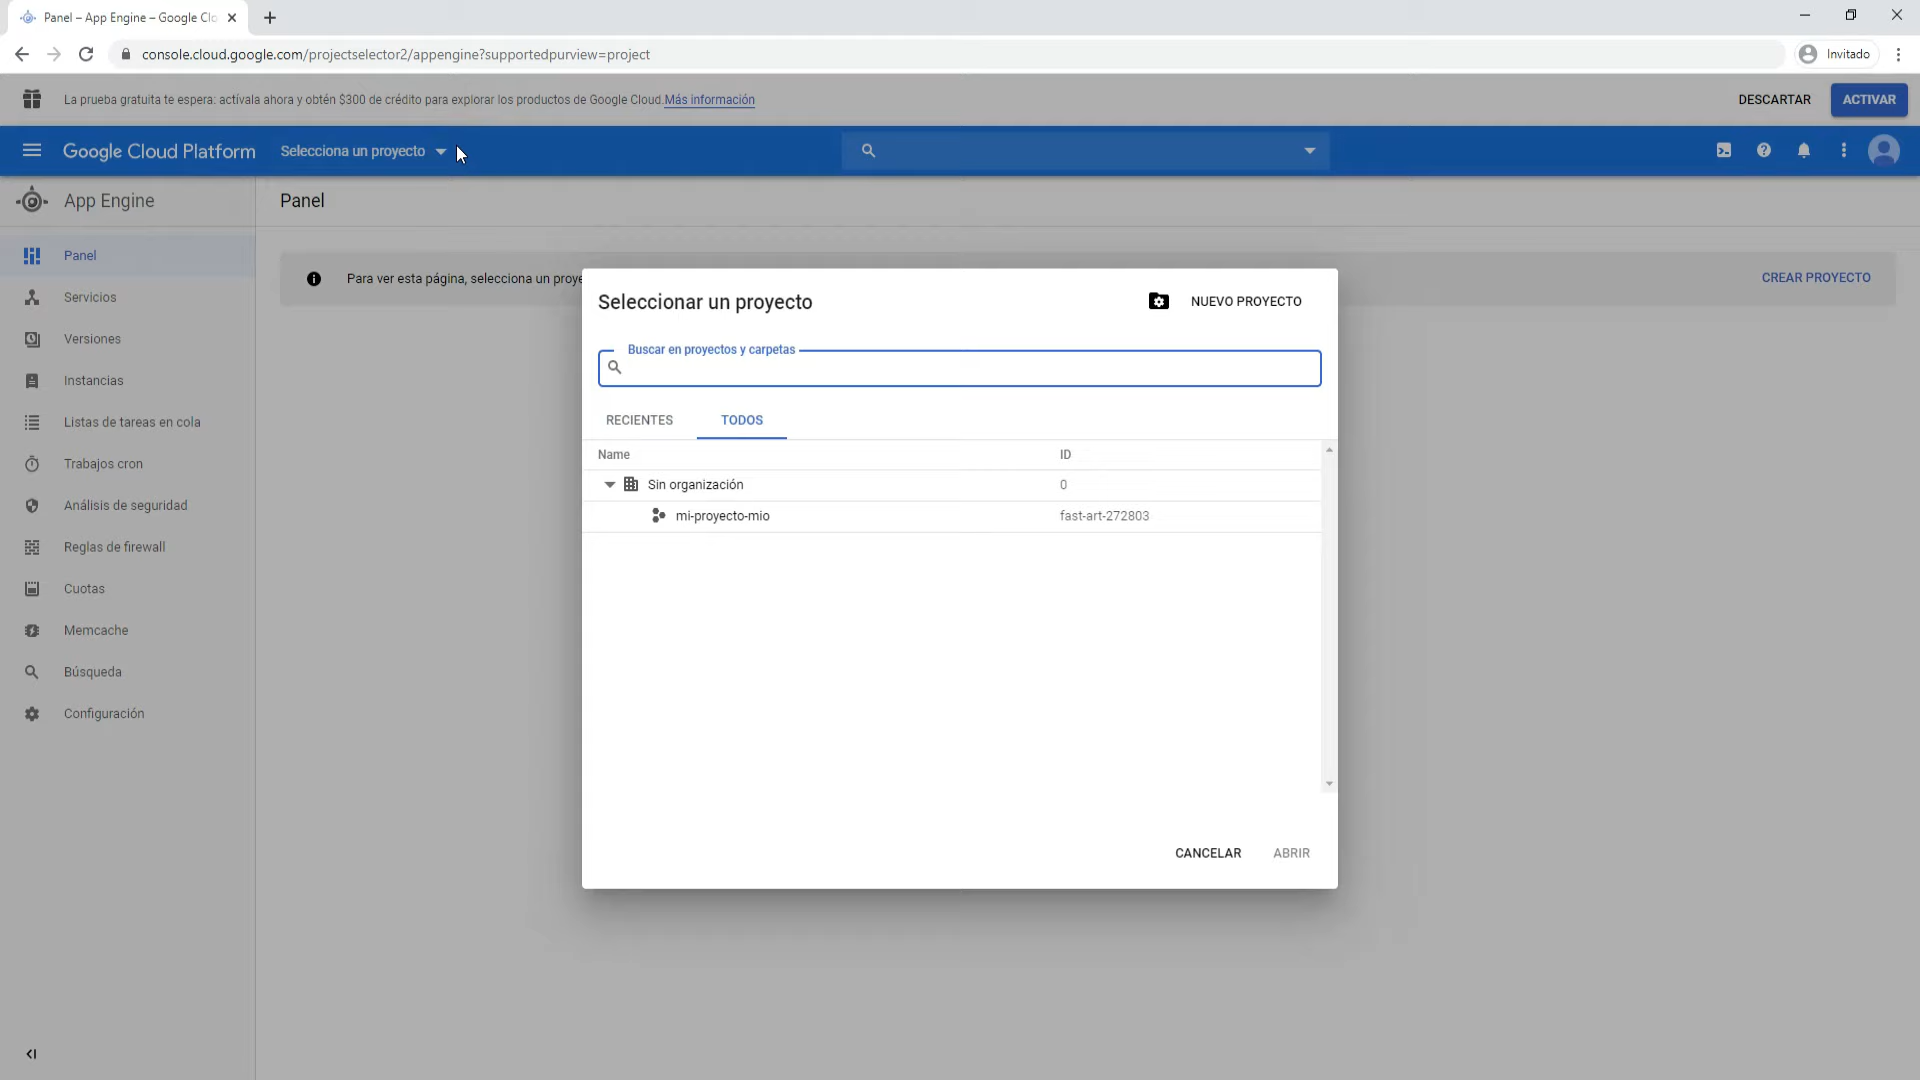 Panel – App Engine – Google Clo
console.cloud.google.com/projectselector2/appengine?supportedpurview=project
Invitado
La prueba gratuita te espera: actívala ahora y obtén $300 de crédito para explorar los productos de Google Cloud. Más información
DESCARTAR
ACTIVAR
Google Cloud Platform
Selecciona un proyecto
App Engine
Panel
Panel
Servicios
Versiones
Instancias
Listas de tareas en cola
Trabajos cron
Análisis de seguridad
Reglas de firewall
Cuotas
Memcache
Búsqueda
Configuración
Para ver esta página, selecciona un proye
CREAR PROYECTO
Seleccionar un proyecto
NUEVO PROYECTO
Buscar en proyectos y carpetas
RECIENTES
TODOS
Name
ID
Sin organización
0
mi-proyecto-mio
fast-art-272803
CANCELAR
ABRIR